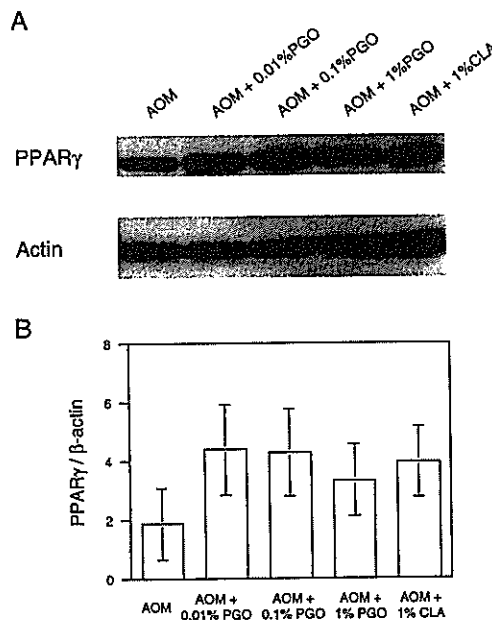 A
AOM
AOM + 0.01%PGO
AOM + 0.1%PGO
AOM + 1%PGO
AOM + 1%CLA
PPARγ
Actin
B
8
6
4
2
0
PPARγ / β-actin
AOM
AOM +
0.01% PGO
AOM +
0.1% PGO
AOM +
1% PGO
AOM +
1% CLA